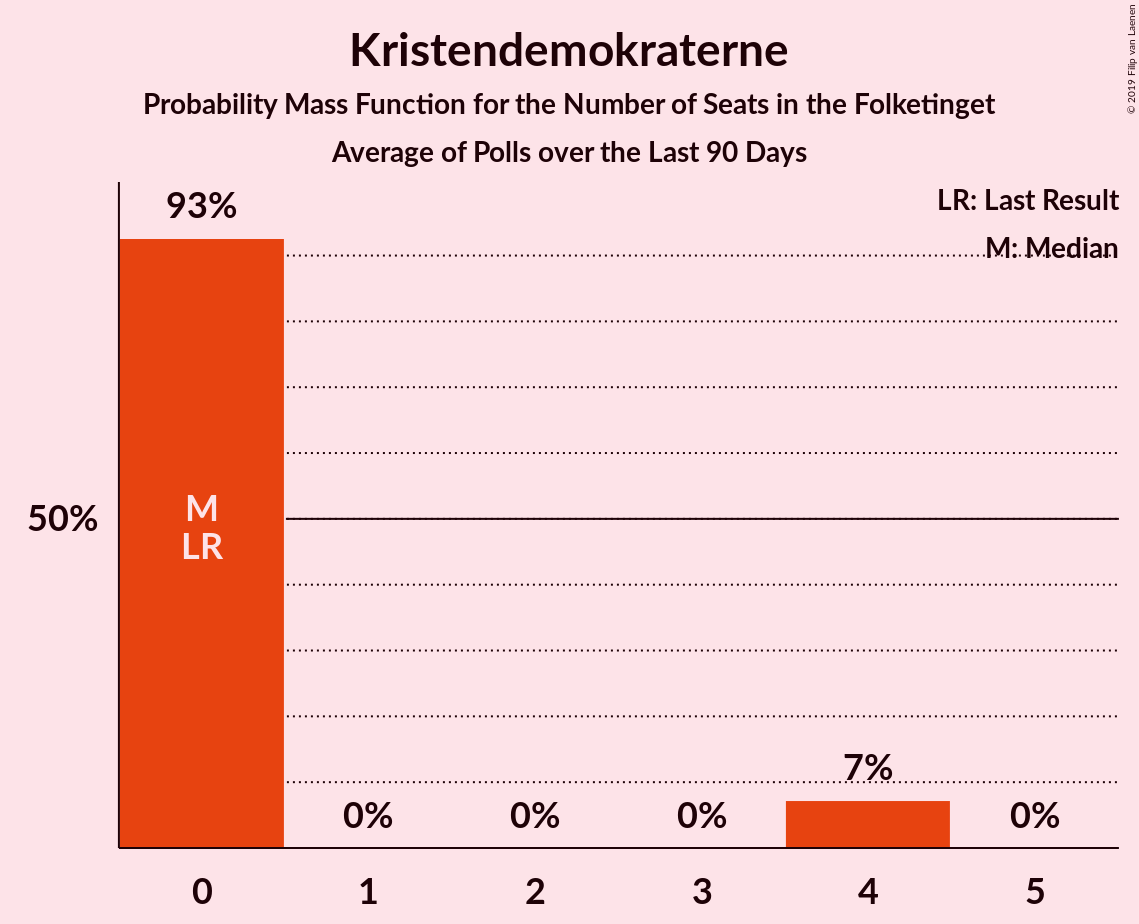 Kristendemokraterne
Probability Mass Function for the Number of Seats in the Folketinget
Average of Polls over the Last 90 Days
© 2019 Filip van Laenen
LR: Last Result
M: Median
93%
50%
M
LR
0%
0%
0%
7%
0%
0
1
2
3
4
5